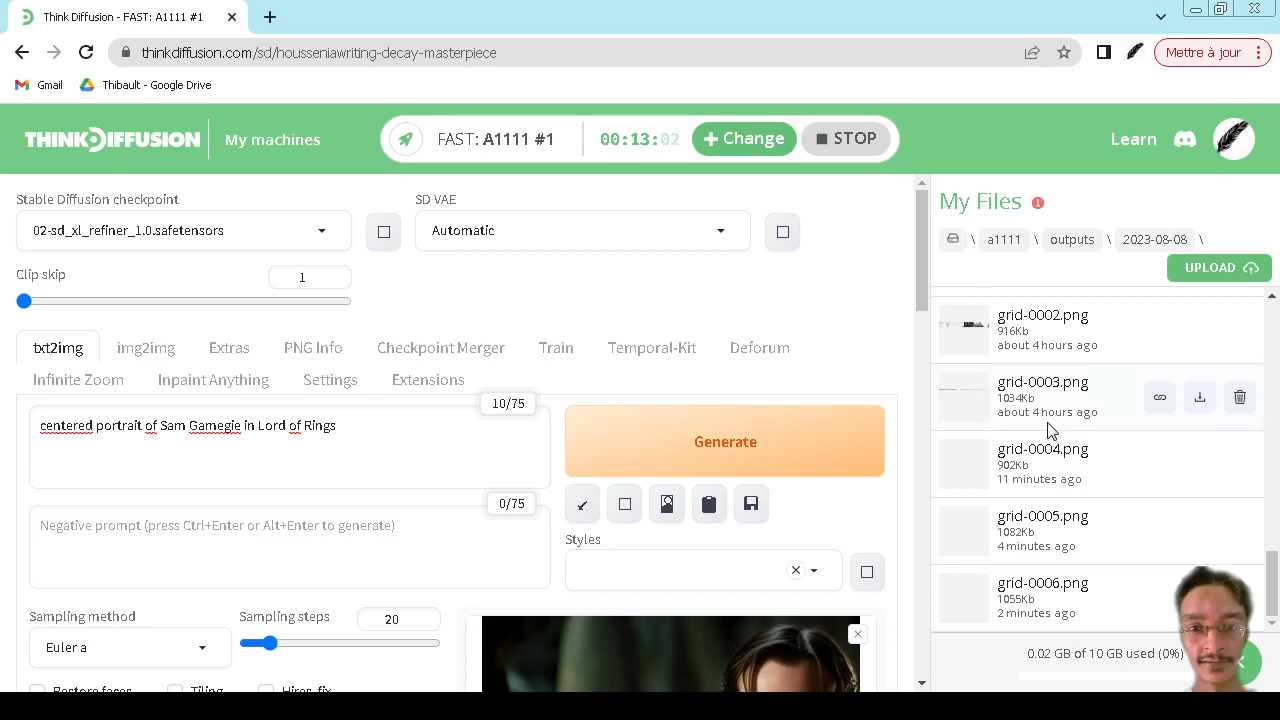 Think Diffusion - FAST: A1111 #1
thinkdiffusion.com/sd/housseniawriting-decay-masterpiece
Mettre à jour
Gmail
Thibault - Google Drive
THINKDIFFUSION
My machines
FAST: A1111 #1
00:13:02
+ Change
STOP
Learn
Stable Diffusion checkpoint
SD VAE
02-sd_xl_refiner_1.0.safetensors
Automatic
Clip skip
1
txt2img
img2img
Extras
PNG Info
Checkpoint Merger
Train
Temporal-Kit
Deforum
Infinite Zoom
Inpaint Anything
Settings
Extensions
10/75
centered portrait of Sam Gamegie in Lord of Rings
Generate
0/75
Negative prompt (press Ctrl+Enter or Alt+Enter to generate)
Styles
Sampling method
Sampling steps
20
Euler a
Restore faces
Tiling
Hires. fix
My Files
1
\ a1111 \ outputs \ 2023-08-08 \
UPLOAD
grid-0002.png
916Kb
about 4 hours ago
grid-0003.png
1034Kb
about 4 hours ago
grid-0004.png
902Kb
11 minutes ago
grid-0005.png
1082Kb
4 minutes ago
grid-0006.png
1055Kb
2 minutes ago
0.02 GB of 10 GB used (0%)